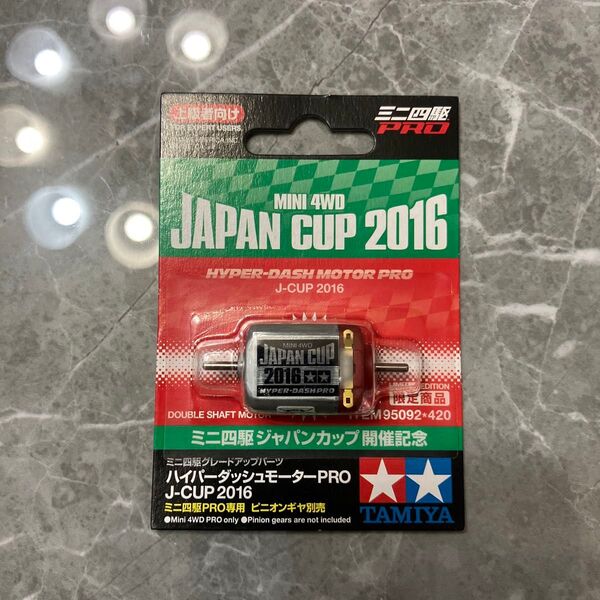 上級者向け
FOR EXPERT USERS.
ミニ四駆
PRO
MINI 4WD
JAPAN CUP 2016
HYPER-DASH MOTOR PRO
J-CUP 2016
MINI 4WD
JAPAN CUP
2016
HYPER-DASH PRO
EDITION
限定商品
DOUBLE SHAFT MOTOR
ITEM 95092*420
ミニ四駆 ジャパンカップ 開催記念
ミニ四駆グレードアップパーツ
ハイパーダッシュモーターPRO
J-CUP 2016
ミニ四駆PRO専用 ピニオンギヤ別売
●Mini 4WD PRO only ●Pinion gears are not included
TAMIYA